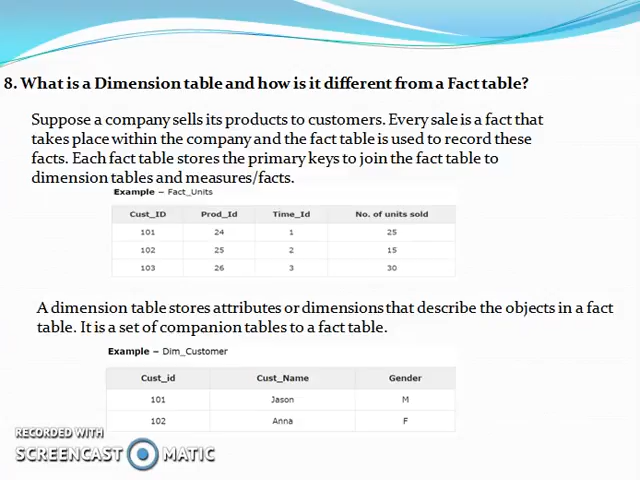 8. What is a Dimension table and how is it different from a Fact table?
Suppose a company sells its products to customers. Every sale is a fact that
takes place within the company and the fact table is used to record these
facts. Each fact table stores the primary keys to join the fact table to
dimension tables and measures/facts.
Example – Fact_Units
Cust_ID Prod_Id Time_Id No. of units sold
101 24 1 25
102 25 2 15
103 26 3 30
A dimension table stores attributes or dimensions that describe the objects in a fact
table. It is a set of companion tables to a fact table.
Example – Dim_Customer
Cust_id Cust_Name Gender
101 Jason M
102 Anna F
RECORDED WITH
SCREENCAST MATIC